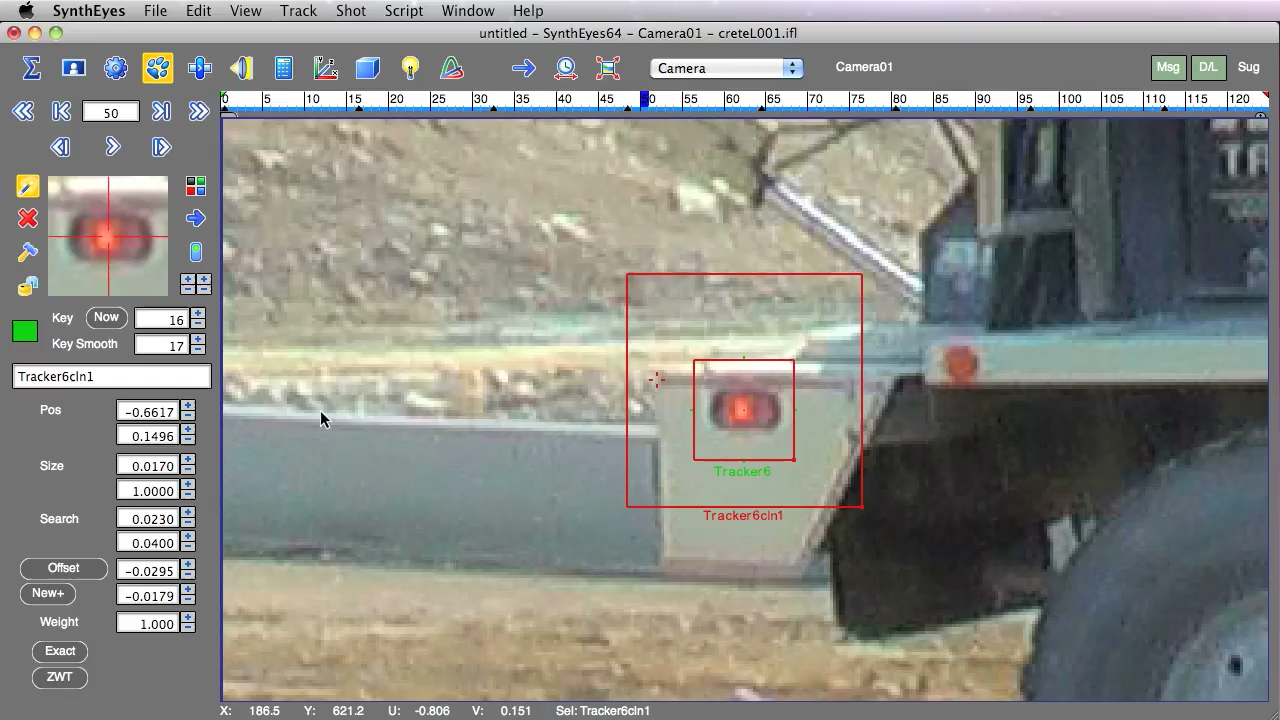 SynthEyes File Edit View Track Shot Script Window Help
untitled - SynthEyes64 - Camera01 - creteL001.ifl
Camera Camera01 Msg D/L Sug
0 5 10 15 20 25 30 35 40 45 50 55 60 65 70 75 80 85 90 95 100 105 110 115 120
50
Key Now 16
Key Smooth 17
Tracker6cln1
Pos -0.6617
0.1496
Size 0.0170
1.0000
Search 0.0230
0.0400
Offset -0.0295
New+ -0.0179
Weight 1.000
Exact
ZWT
Tracker6
Tracker6cln1
X: 186.5 Y: 621.2 U: -0.806 V: 0.151 Sel: Tracker6cln1